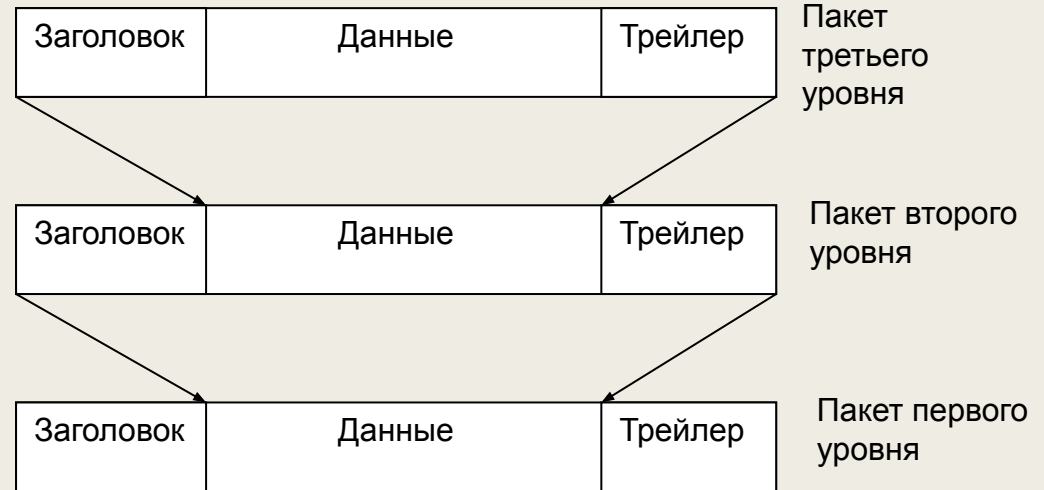 Заголовок Данные Трейлер
Пакет
третьего
уровня
Заголовок Данные Трейлер
Пакет второго
уровня
Заголовок Данные Трейлер
Пакет первого
уровня